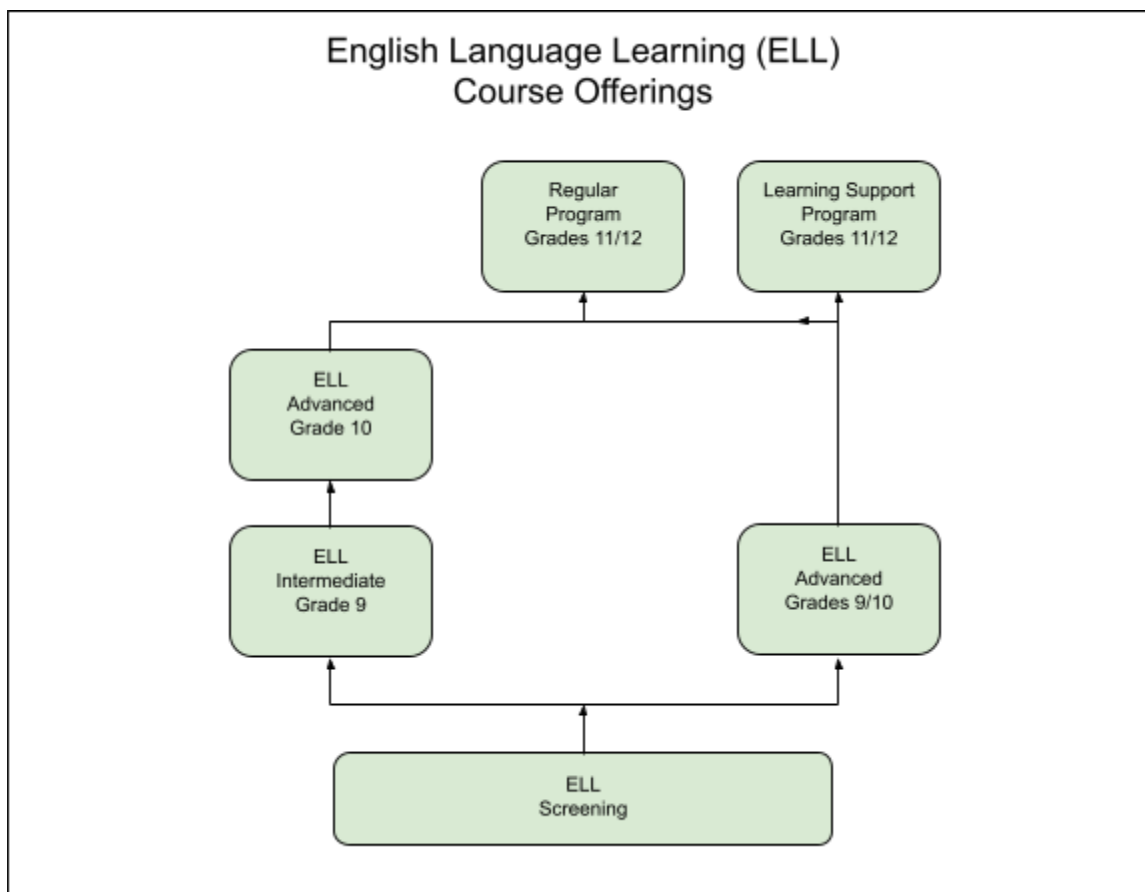 English Language Learning (ELL)
Course Offerings
Regular
Program
Grades 11/12
Learning Support
Program
Grades 11/12
ELL
Advanced
Grade 10
ELL
Intermediate
Grade 9
ELL
Advanced
Grades 9/10
ELL
Screening